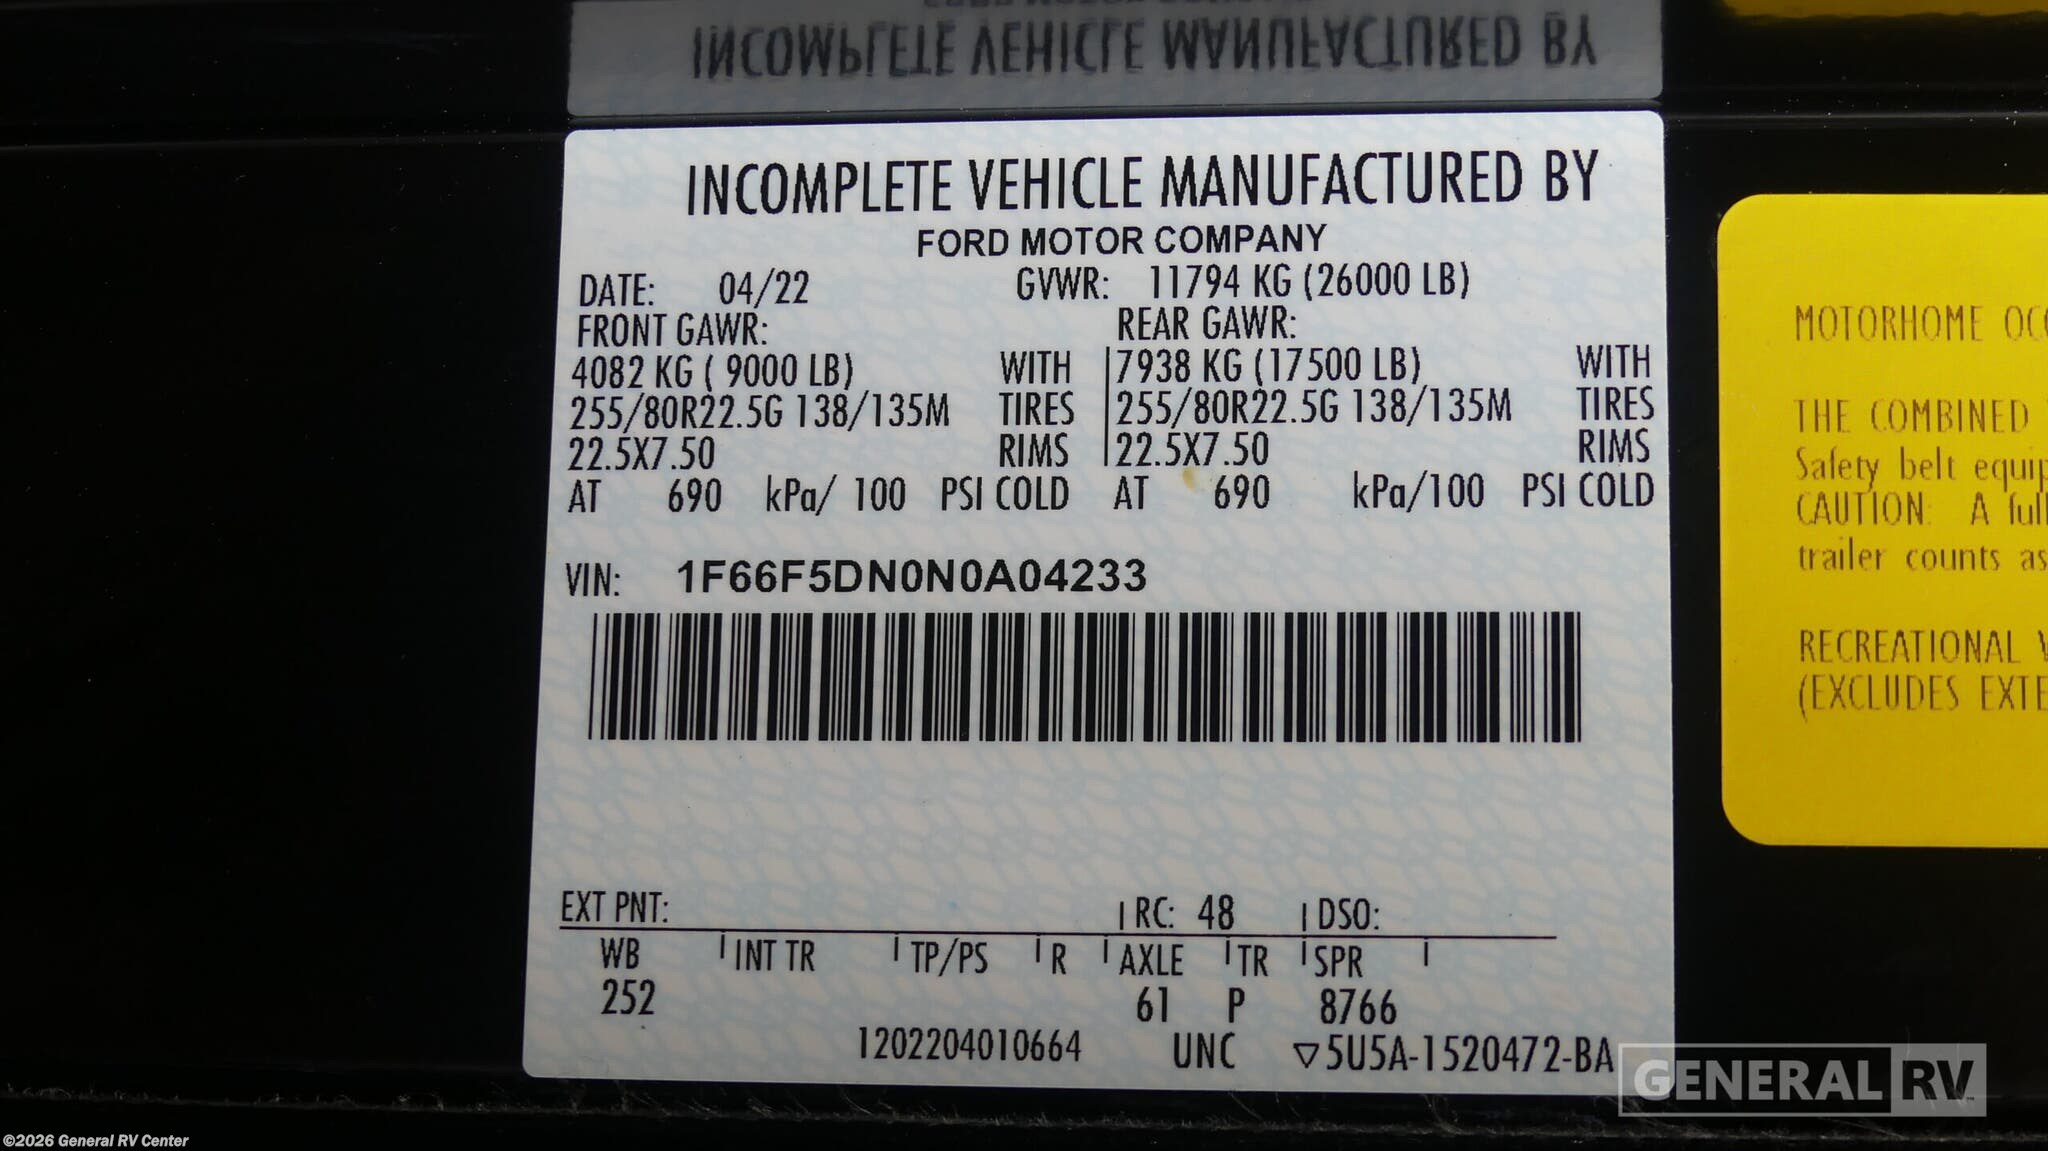 INCOMPLETE VEHICLE MANUFACTURED BY
INCOMPLETE VEHICLE MANUFACTURED BY
FORD MOTOR COMPANY
DATE: 04/22 GVWR: 11794 KG (26000 LB)
FRONT GAWR: REAR GAWR:
4082 KG ( 9000 LB) WITH 7938 KG (17500 LB) WITH
255/80R22.5G 138/135M TIRES 255/80R22.5G 138/135M TIRES
22.5X7.50 RIMS 22.5X7.50 RIMS
AT 690 kPa/ 100 PSI COLD AT 690 kPa/100 PSI COLD
VIN: 1F66F5DN0N0A04233
EXT PNT: RC: 48 DSO:
WB INT TR TP/PS R AXLE TR SPR
252 61 P 8766
1202204010664 UNC ▽5U5A-1520472-BA
MOTORHOME
THE COMBINED
Safety belt
CAUTION: A
trailer counts as
RECREATIONAL
(EXCLUDES
GENERAL RV
©2026 General RV Center